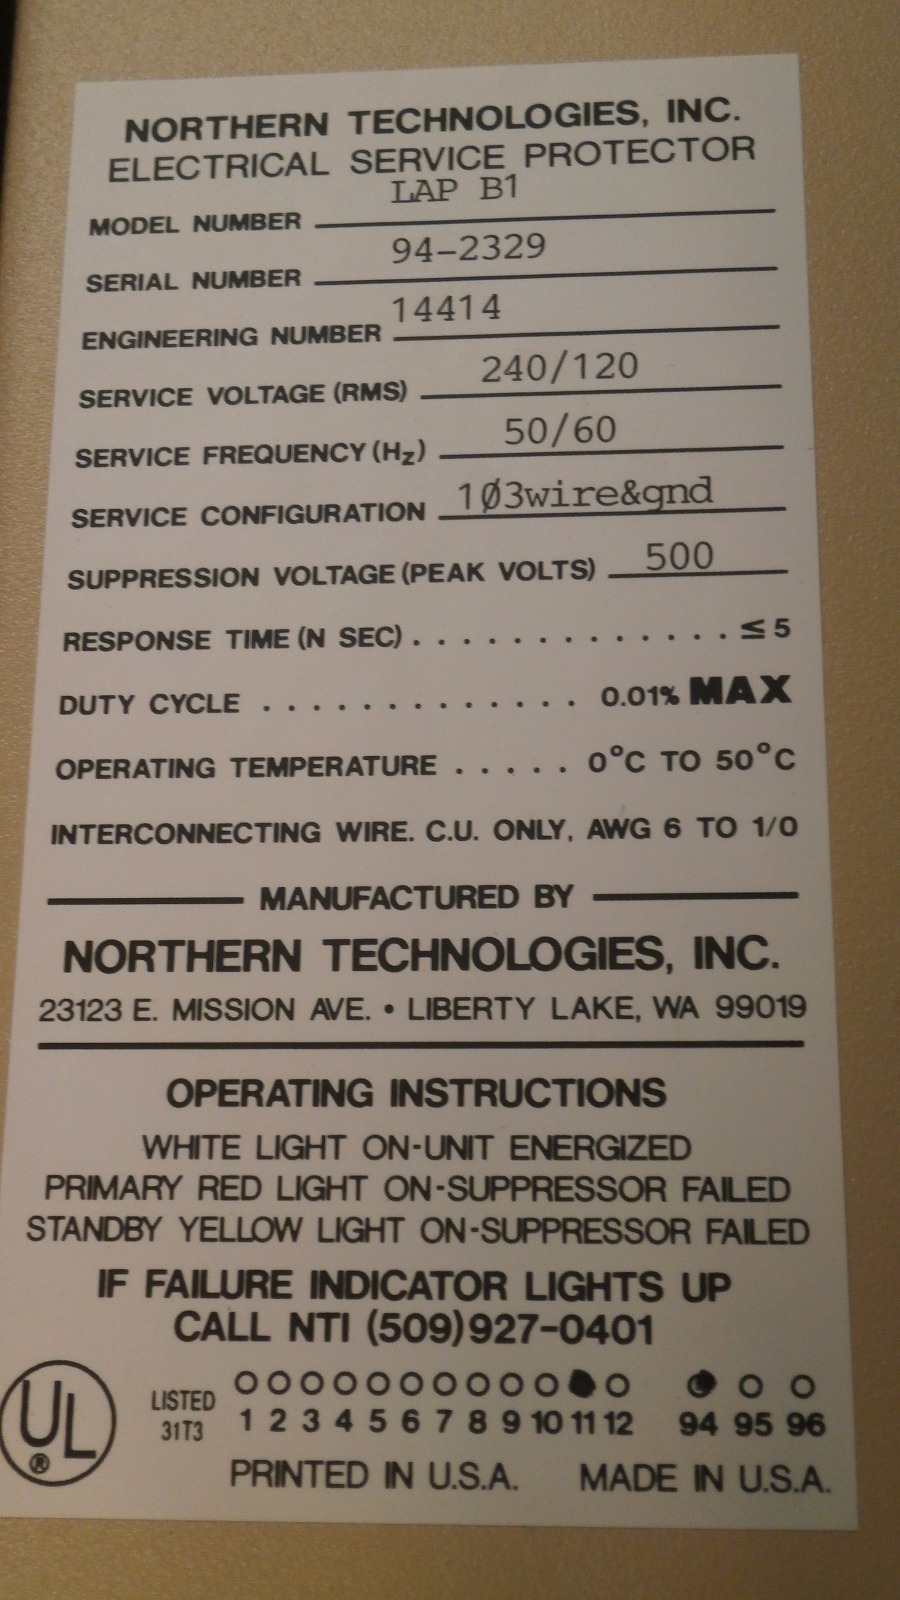 NORTHERN TECHNOLOGIES, INC.
ELECTRICAL SERVICE PROTECTOR
MODEL NUMBER LAP B1
SERIAL NUMBER 94-2329
ENGINEERING NUMBER 14414
SERVICE VOLTAGE (RMS) 240/120
SERVICE FREQUENCY (Hz) 50/60
SERVICE CONFIGURATION 1Ø3wire&gnd
SUPPRESSION VOLTAGE (PEAK VOLTS) 500
RESPONSE TIME (N SEC) . . . . . . . . . . . . . . ≤ 5
DUTY CYCLE . . . . . . . . . . . . . 0.01% MAX
OPERATING TEMPERATURE . . . . . 0°C TO 50°C
INTERCONNECTING WIRE. C.U. ONLY, AWG 6 TO 1/0
MANUFACTURED BY
NORTHERN TECHNOLOGIES, INC.
23123 E. MISSION AVE. • LIBERTY LAKE, WA 99019
OPERATING INSTRUCTIONS
WHITE LIGHT ON-UNIT ENERGIZED
PRIMARY RED LIGHT ON-SUPPRESSOR FAILED
STANDBY YELLOW LIGHT ON-SUPPRESSOR FAILED
IF FAILURE INDICATOR LIGHTS UP
CALL NTI (509)927-0401
UL ®
LISTED
31T3
1 2 3 4 5 6 7 8 9 10 11 12 94 95 96
PRINTED IN U.S.A. MADE IN U.S.A.